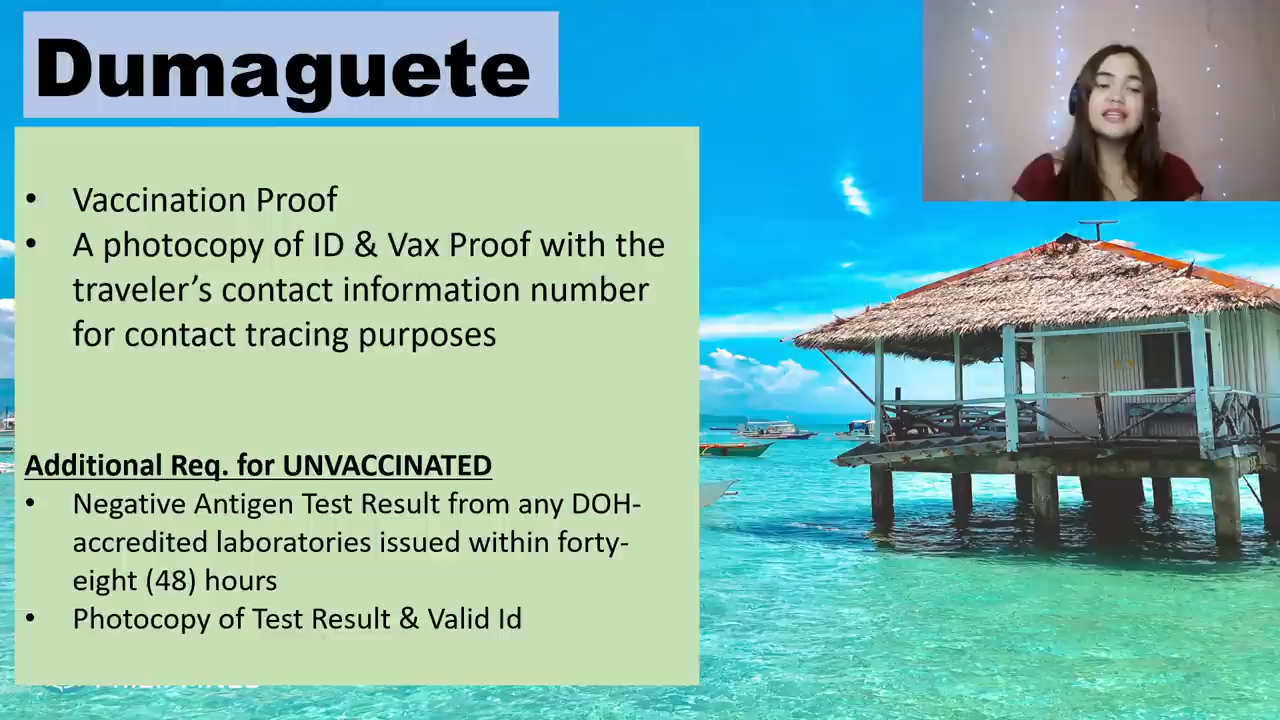 Dumaguete
• Vaccination Proof
• A photocopy of ID & Vax Proof with the
traveler’s contact information number
for contact tracing purposes
Additional Req. for UNVACCINATED
• Negative Antigen Test Result from any DOH-
accredited laboratories issued within forty-
eight (48) hours
• Photocopy of Test Result & Valid Id